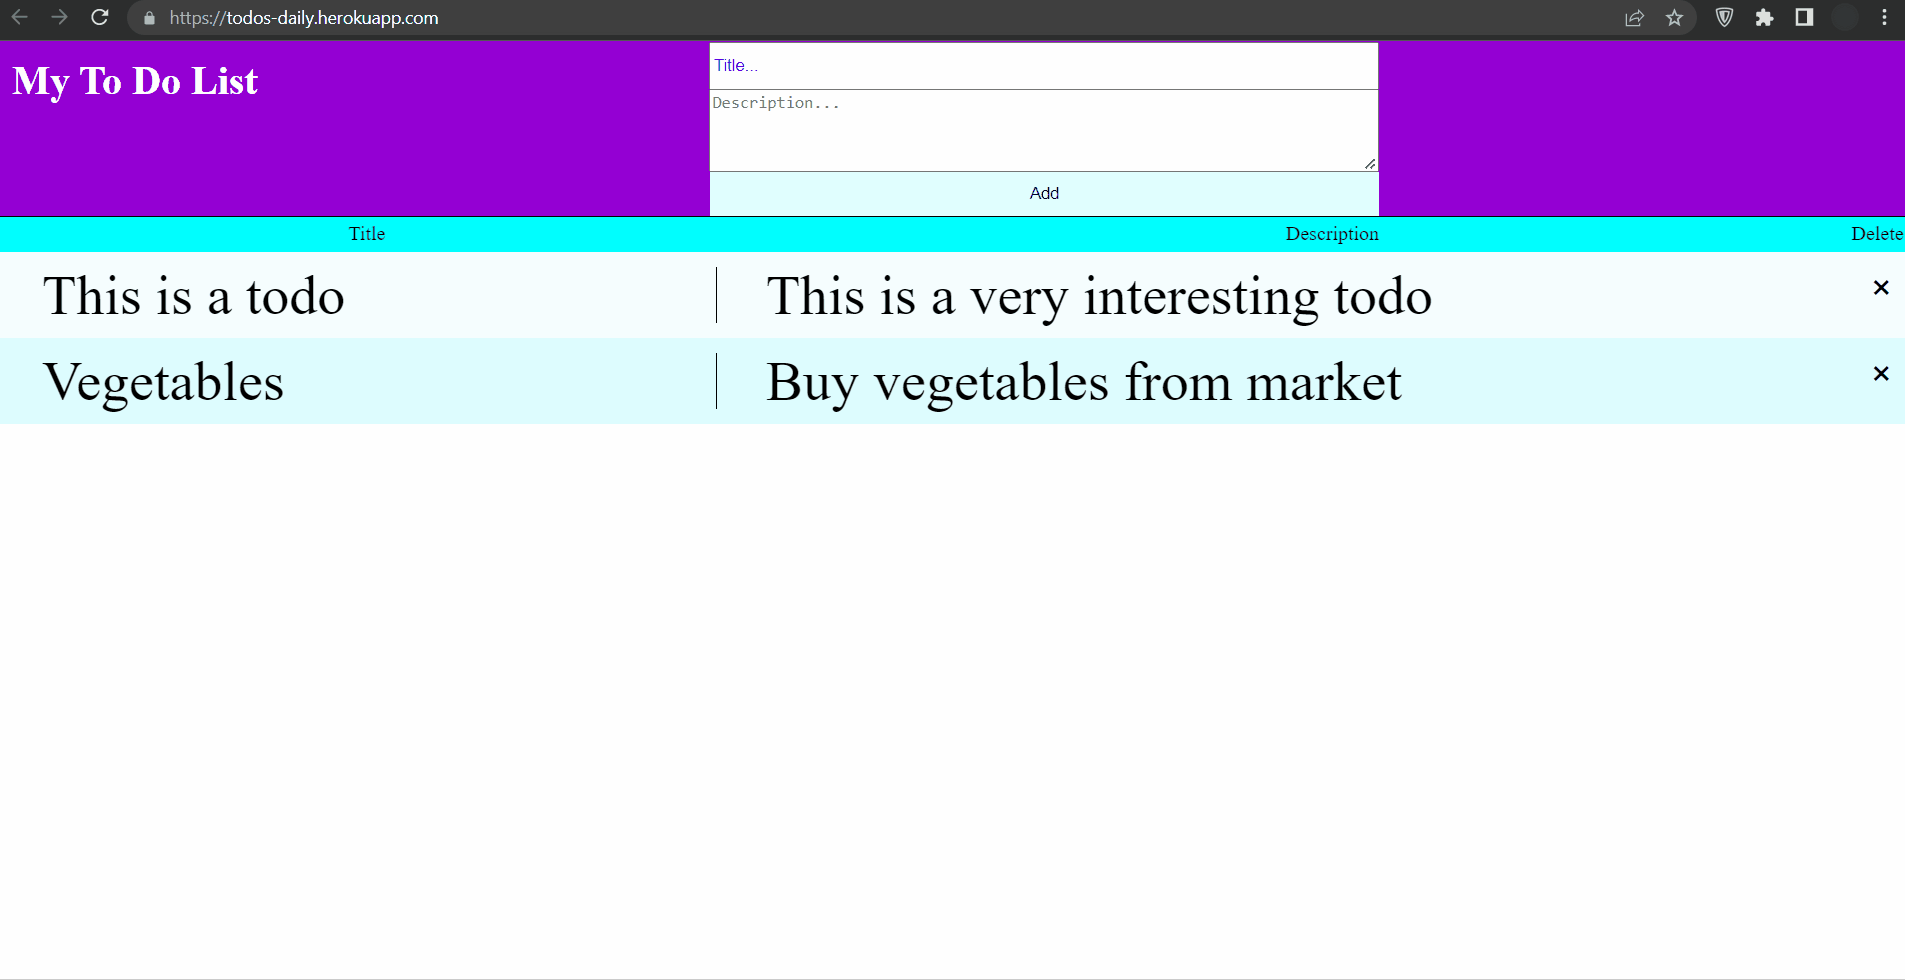 https://todos-daily.herokuapp.com
My To Do List
Title...
Description...
Add
Title Description Delete
This is a todo This is a very interesting todo ×
Vegetables Buy vegetables from market ×